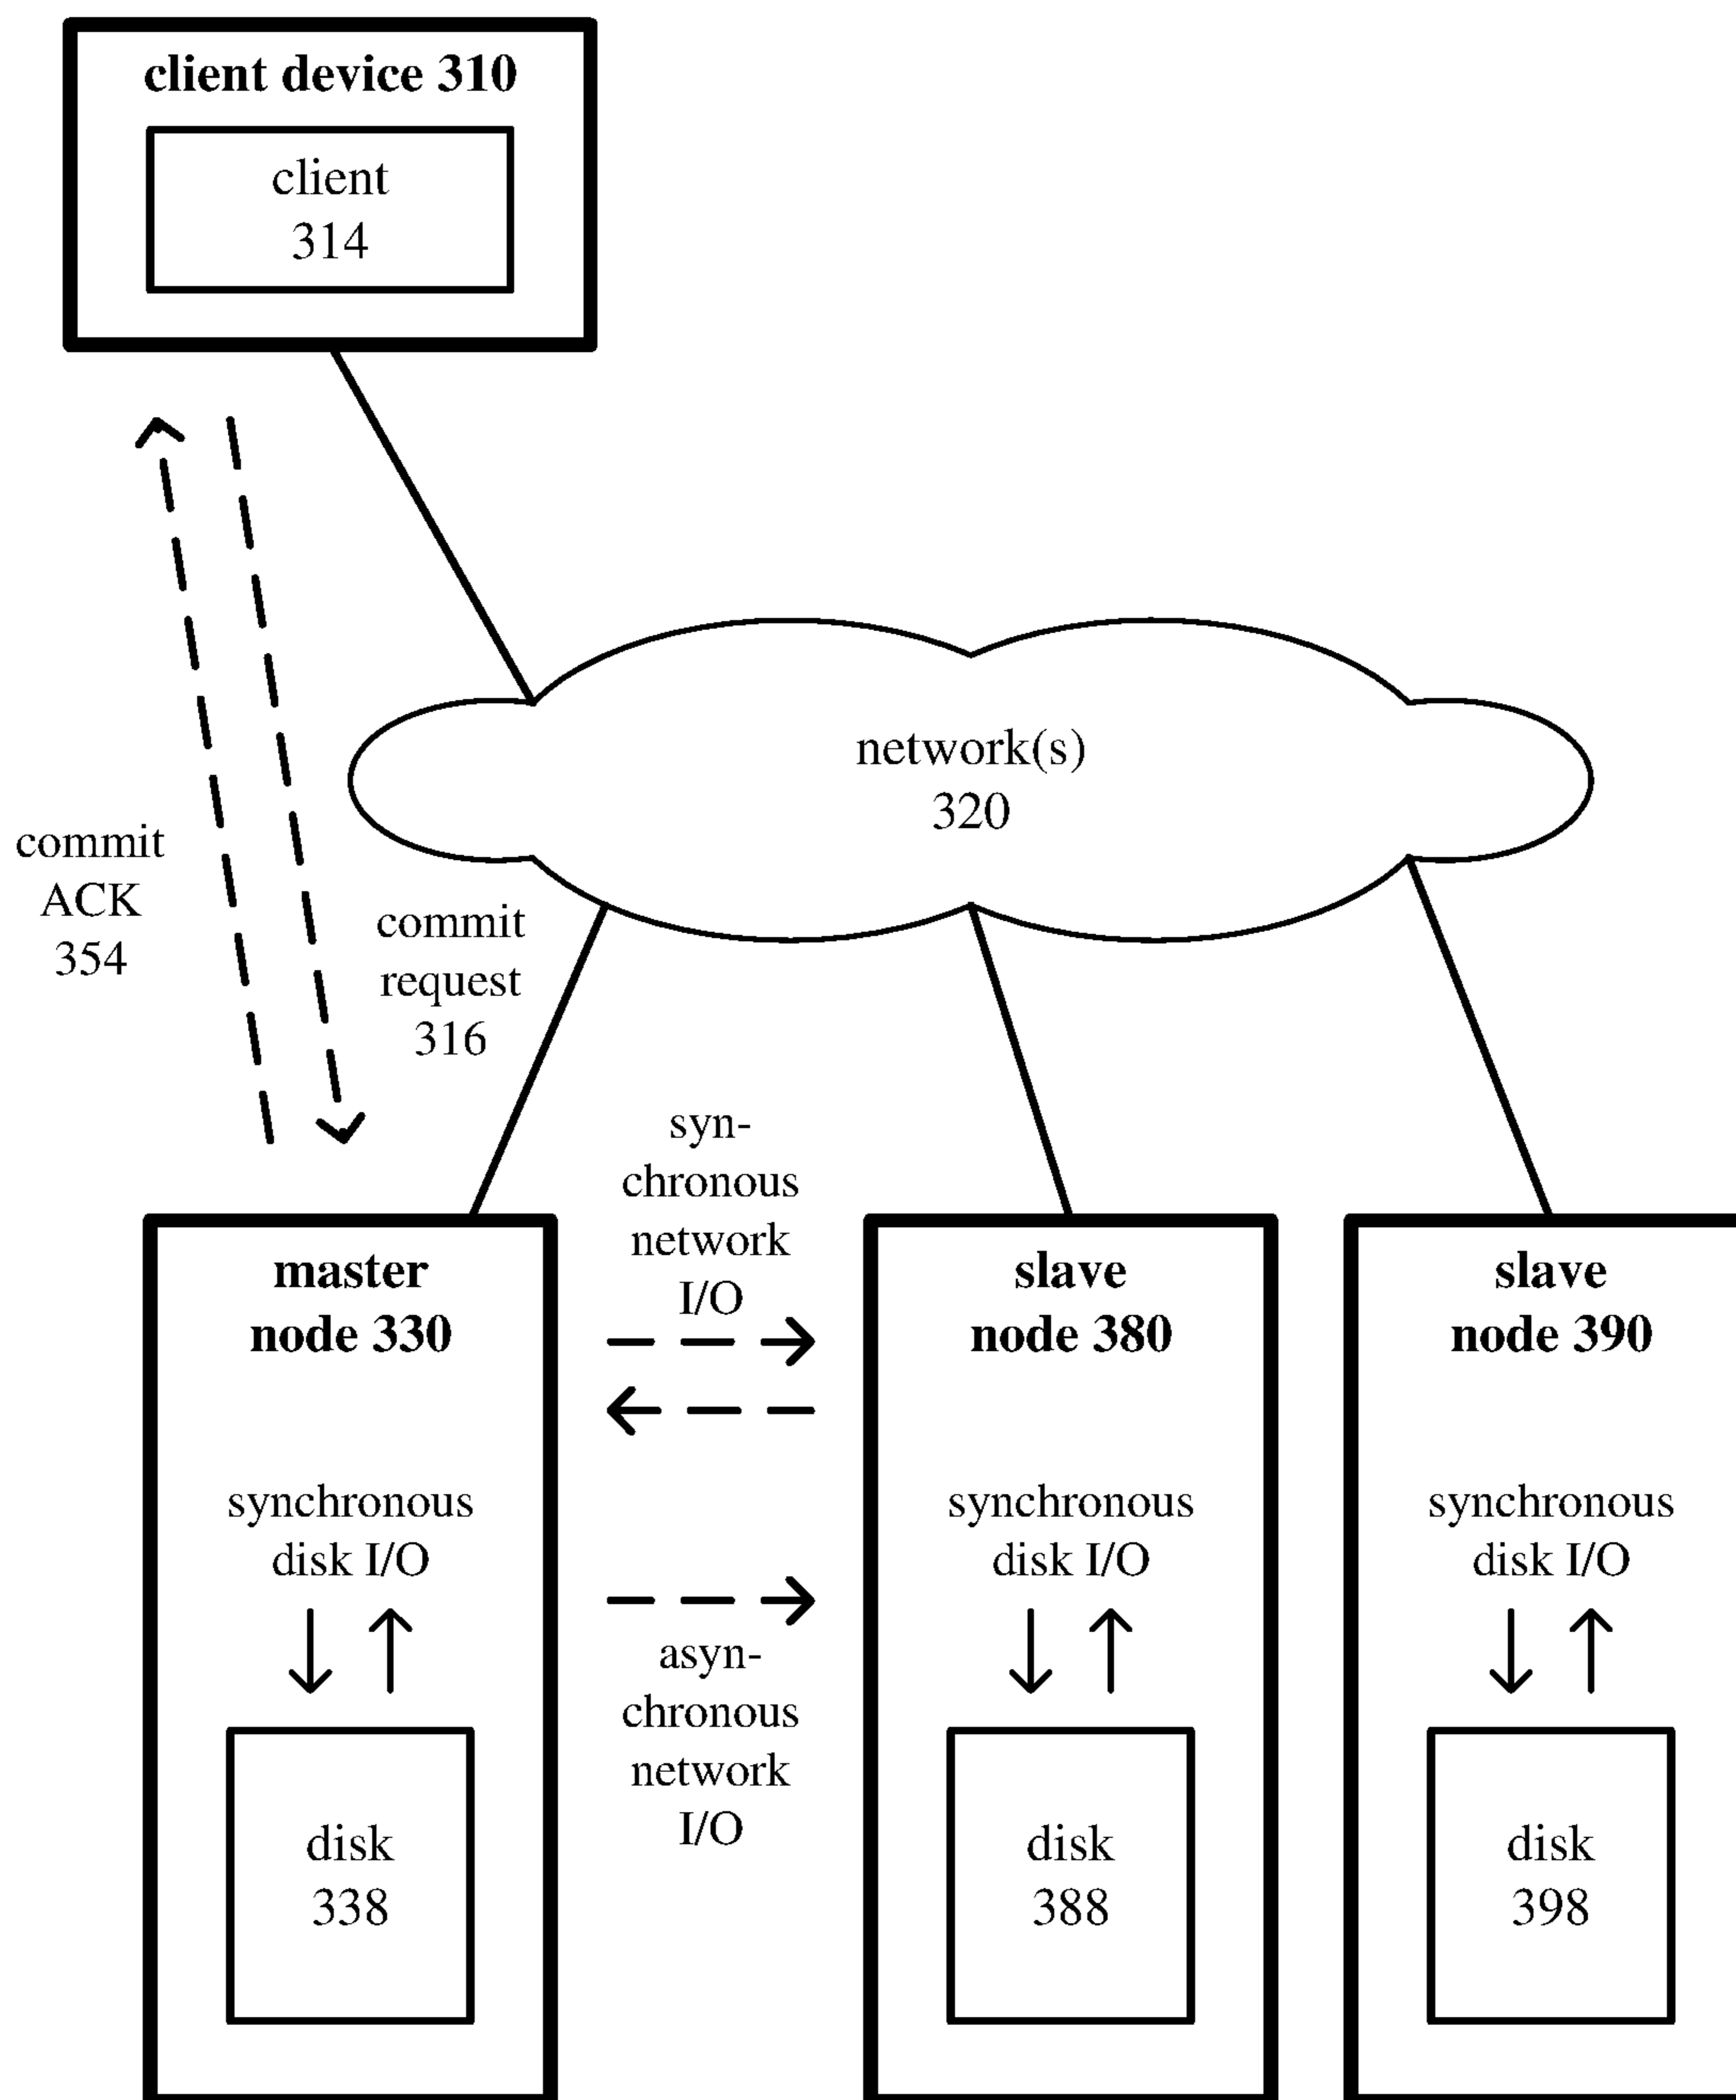 client device 310
client
314
network(s)
320
commit
ACK
354
commit
request
316
syn-
chronous
network
I/O
master
node 330
synchronous
disk I/O
disk
338
asyn-
chronous
network
I/O
slave
node 380
synchronous
disk I/O
disk
388
slave
node 390
synchronous
disk I/O
disk
398